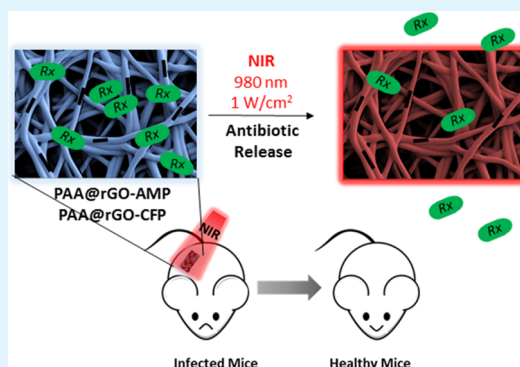 Rx
Rx
Rx
Rx
Rx
Rx
Rx
Rx
NIR
980 nm
1 W/cm²
Antibiotic
Release
Rx
Rx
Rx
Rx
Rx
Rx
Rx
PAA@rGO-AMP
PAA@rGO-CFP
NIR
Infected Mice
Healthy Mice